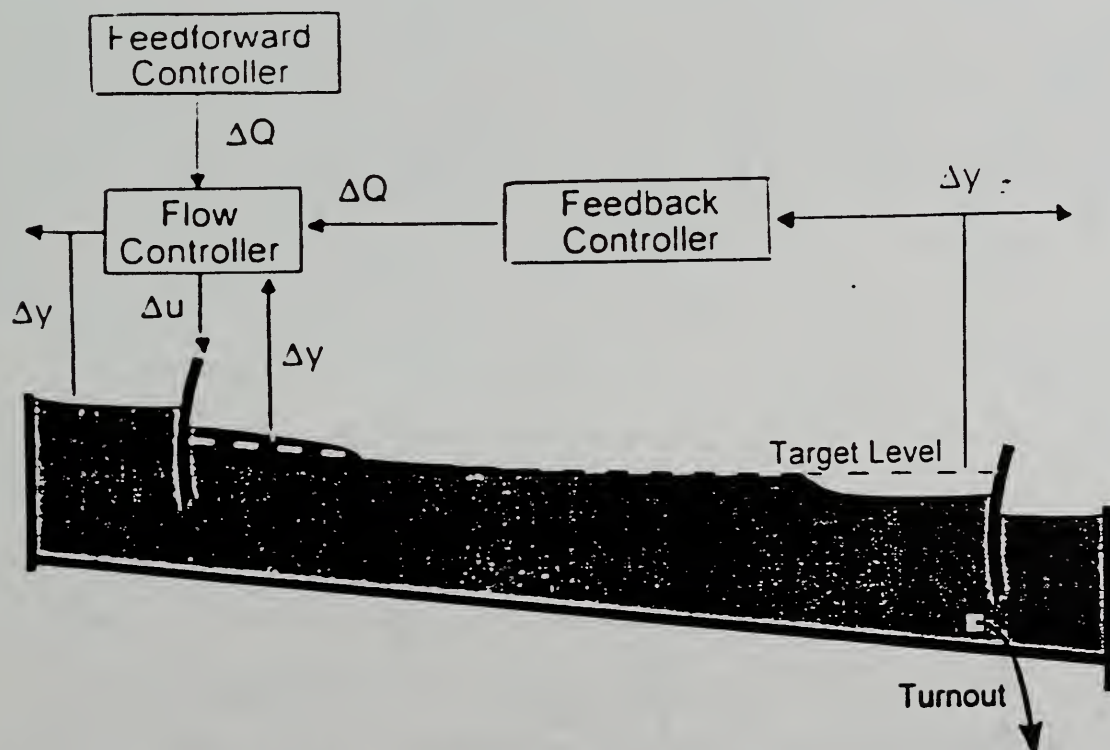 Feedforward
Controller
ΔQ
Flow
Controller
ΔQ
Feedback
Controller
Δy
Δy
Δu
Δy
Target Level
Turnout